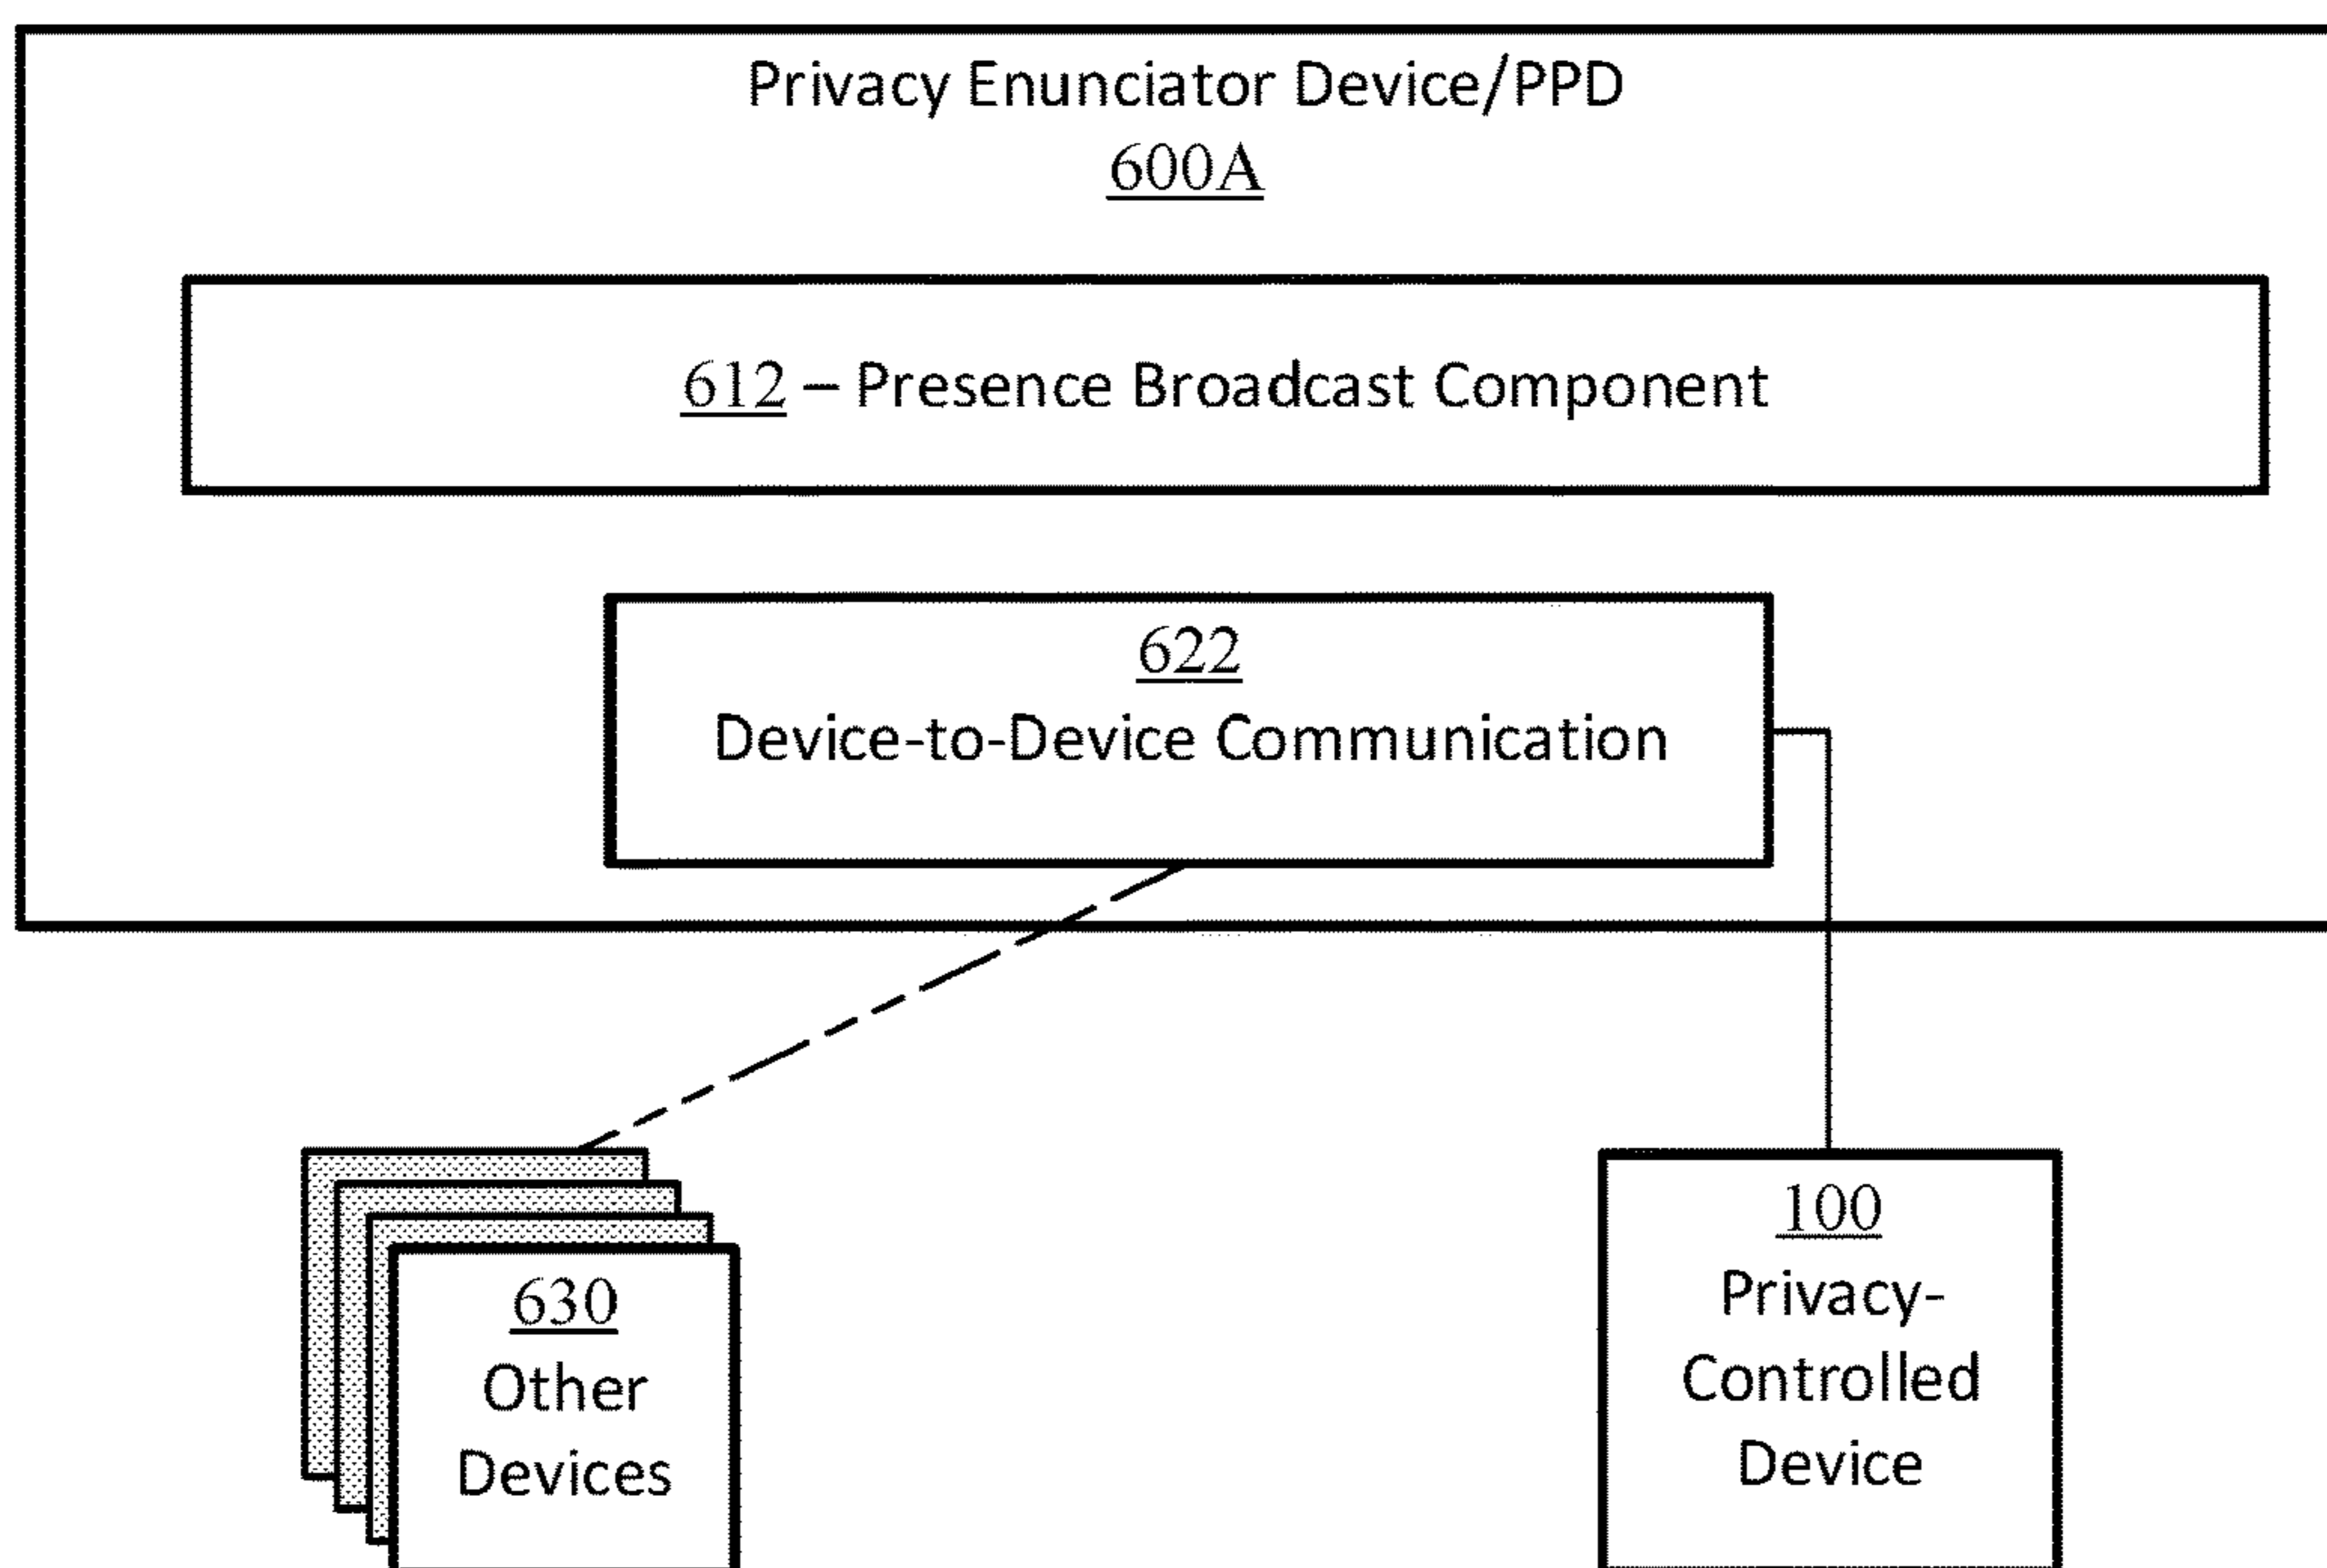 Privacy Enunciator Device/PPD
600A
612 – Presence Broadcast Component
622
Device-to-Device Communication
630
Other
Devices
100
Privacy-
Controlled
Device